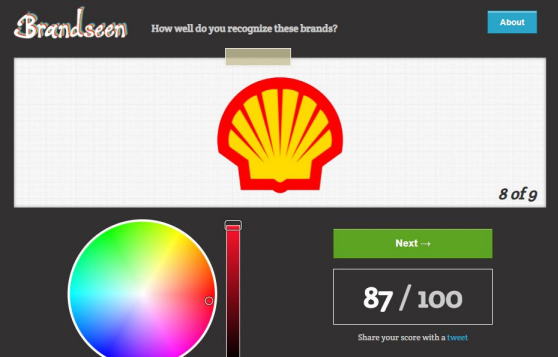 Brandseen
How well do you recognize these brands?
About
8 of 9
Next →
87 / 100
Share your score with a tweet